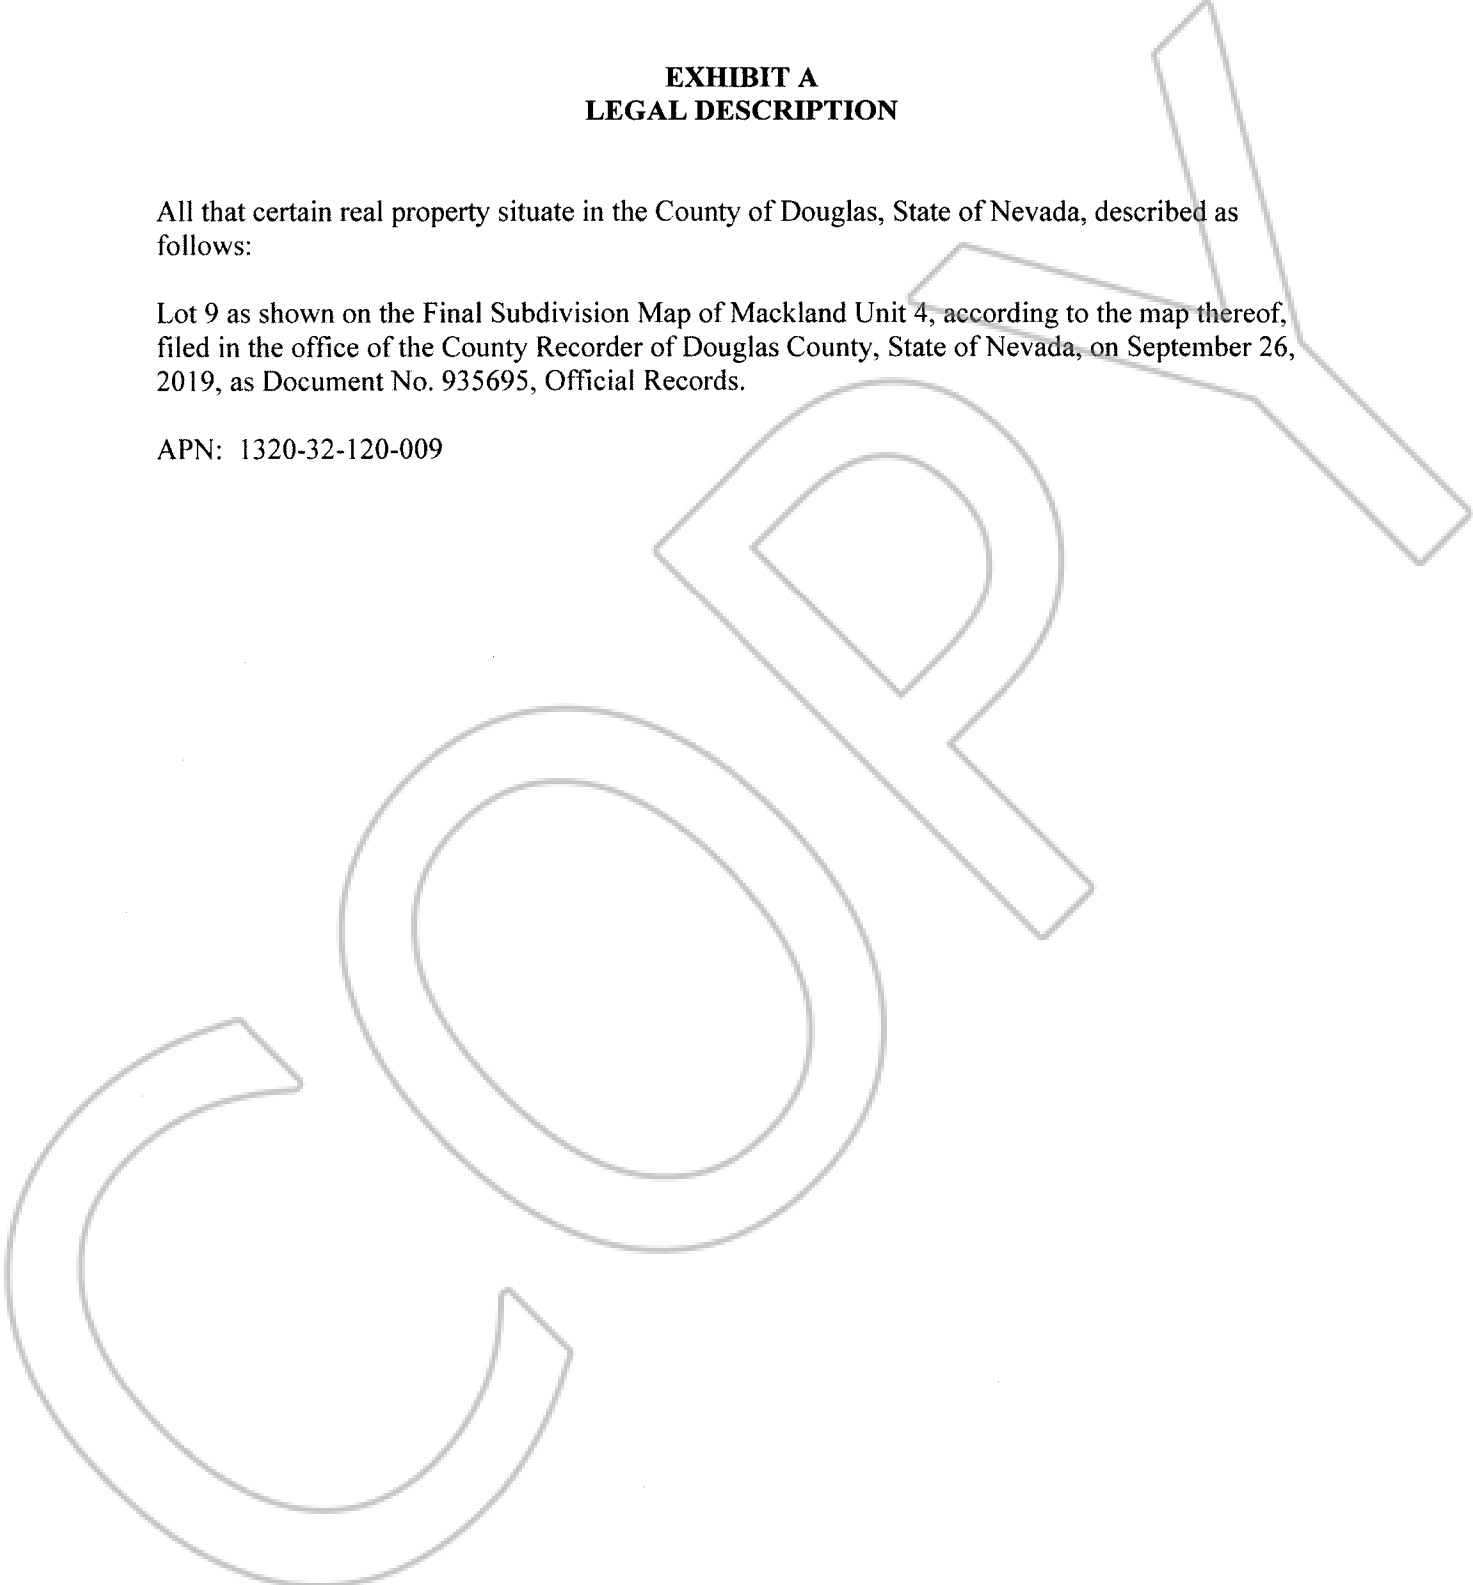 EXHIBIT A
LEGAL DESCRIPTION
All that certain real property situate in the County of Douglas, State of Nevada, described as
follows:
Lot 9 as shown on the Final Subdivision Map of Mackland Unit 4, according to the map thereof,
filed in the office of the County Recorder of Douglas County, State of Nevada, on September 26,
2019, as Document No. 935695, Official Records.
APN: 1320-32-120-009
COPY